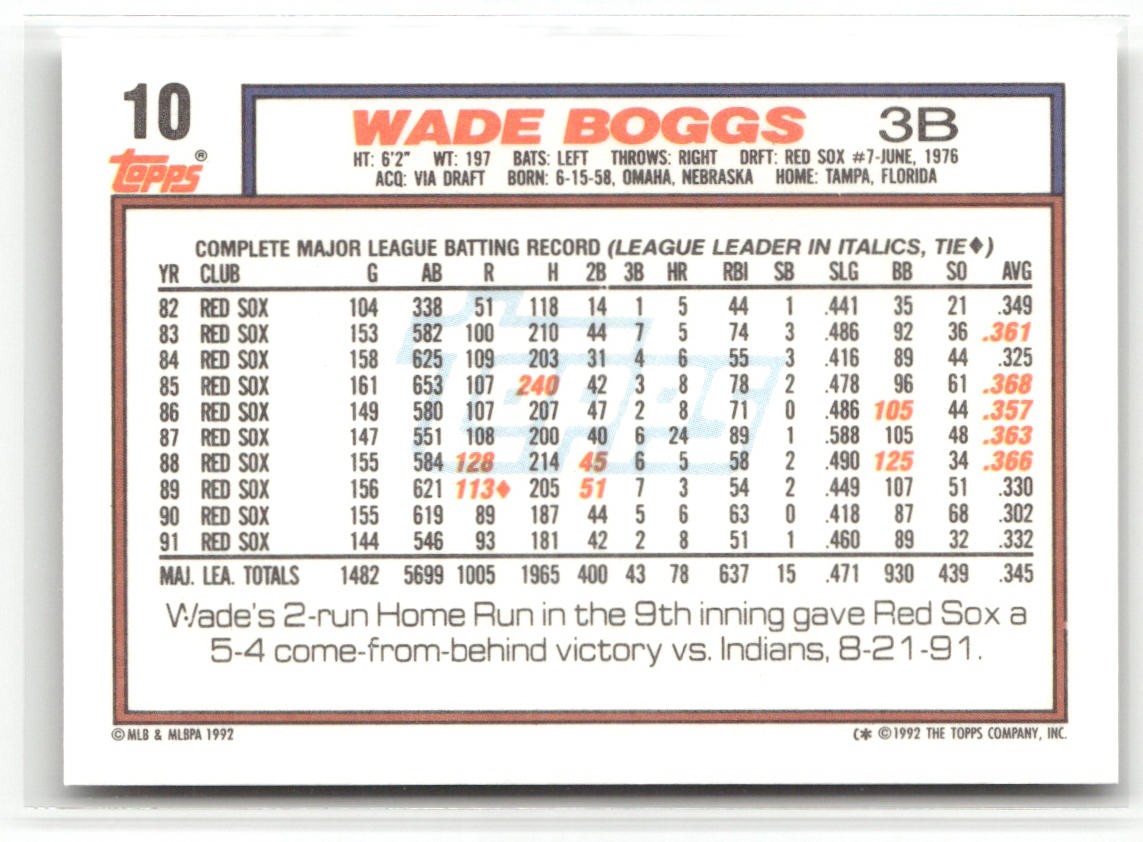 10
Topps®
WADE BOGGS 3B
HT: 6'2" WT: 197 BATS: LEFT THROWS: RIGHT DRFT: RED SOX #7-JUNE, 1976
ACQ: VIA DRAFT BORN: 6-15-58, OMAHA, NEBRASKA HOME: TAMPA, FLORIDA
COMPLETE MAJOR LEAGUE BATTING RECORD (LEAGUE LEADER IN ITALICS, TIE♦)
YR CLUB G AB R H 2B 3B HR RBI SB SLG BB SO AVG
82 RED SOX 104 338 51 118 14 1 5 44 1 .441 35 21 .349
83 RED SOX 153 582 100 210 44 7 5 74 3 .486 92 36 .361
84 RED SOX 158 625 109 203 31 4 6 55 3 .416 89 44 .325
85 RED SOX 161 653 107 240 42 3 8 78 2 .478 96 61 .368
86 RED SOX 149 580 107 207 47 2 8 71 0 .486 105 44 .357
87 RED SOX 147 551 108 200 40 6 24 89 1 .588 105 48 .363
88 RED SOX 155 584 128 214 45 6 5 58 2 .490 125 34 .366
89 RED SOX 156 621 113♦ 205 51 7 3 54 2 .449 107 51 .330
90 RED SOX 155 619 89 187 44 5 6 63 0 .418 87 68 .302
91 RED SOX 144 546 93 181 42 2 8 51 1 .460 89 32 .332
MAJ. LEA. TOTALS 1482 5699 1005 1965 400 43 78 637 15 .471 930 439 .345
Topps
Wade's 2-run Home Run in the 9th inning gave Red Sox a
5-4 come-from-behind victory vs. Indians, 8-21-91.
© MLB & MLBPA 1992
C* ©1992 THE TOPPS COMPANY, INC.